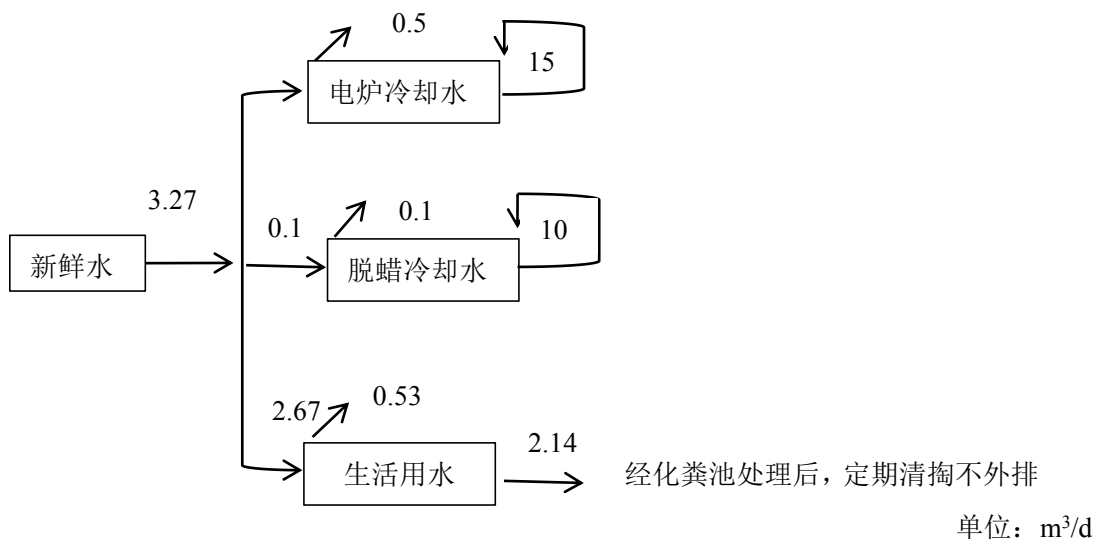 0.5
15
电炉冷却水
3.27
0.1
0.1
10
新鲜水
脱蜡冷却水
2.67
0.53
生活用水
2.14
经化粪池处理后，定期清掏不外排
单位：m³/d